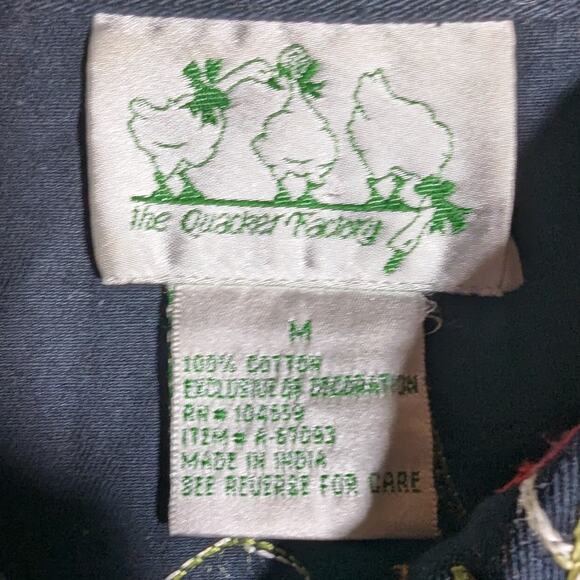 the Quacker Factory
M
100% COTTON
EXCLUSIVE OF DECORATION
RN# 104659
ITEM# A-67093
MADE IN INDIA
SEE REVERSE FOR CARE